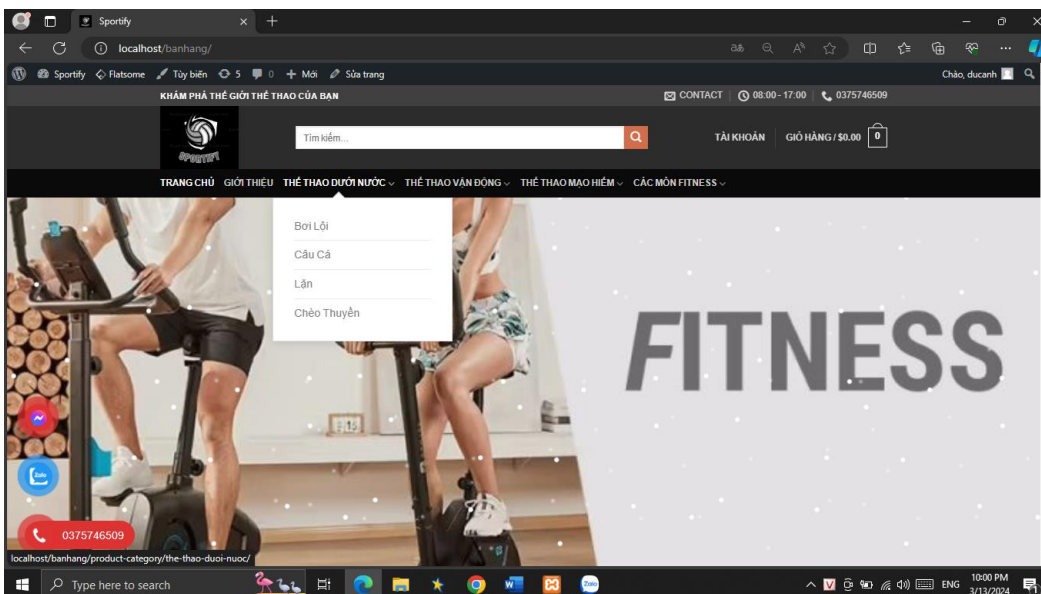 Sportify
localhost/banhang/
Sportify Flatsome Tùy biến 5 0 Mới Sửa trang Chào, ducanh
KHÁM PHÁ THẾ GIỚI THỂ THAO CỦA BẠN CONTACT 08:00 - 17:00 0375746509
SPORTIFY
Tìm kiếm...
TÀI KHOẢN GIỎ HÀNG / $0.00 0
TRANG CHỦ GIỚI THIỆU THỂ THAO DƯỚI NƯỚC THỂ THAO VẬN ĐỘNG THỂ THAO MẠO HIỂM CÁC MÔN FITNESS
Bơi Lội
Câu Cá
Lặn
Chèo Thuyền
FITNESS
Zalo
0375746509
localhost/banhang/product-category/the-thao-duoi-nuoc/
Type here to search
Zalo
ENG
10:00 PM
3/13/2024